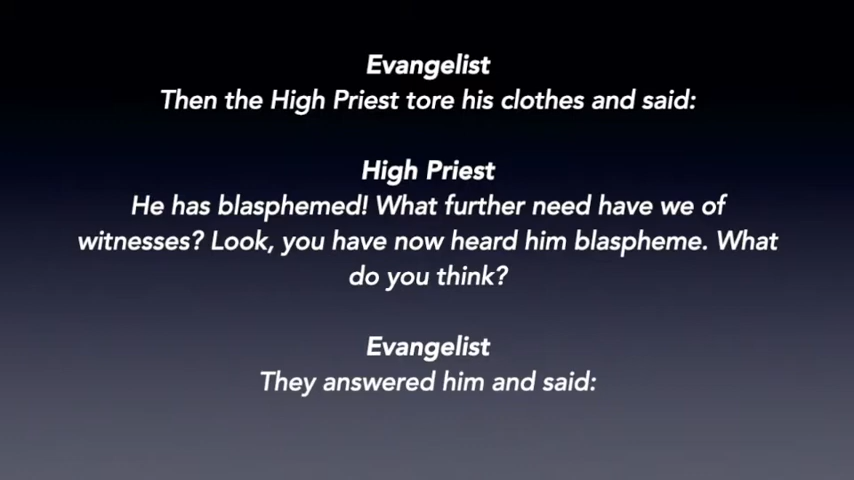 Evangelist
Then the High Priest tore his clothes and said:
High Priest
He has blasphemed! What further need have we of
witnesses? Look, you have now heard him blaspheme. What
do you think?
Evangelist
They answered him and said: